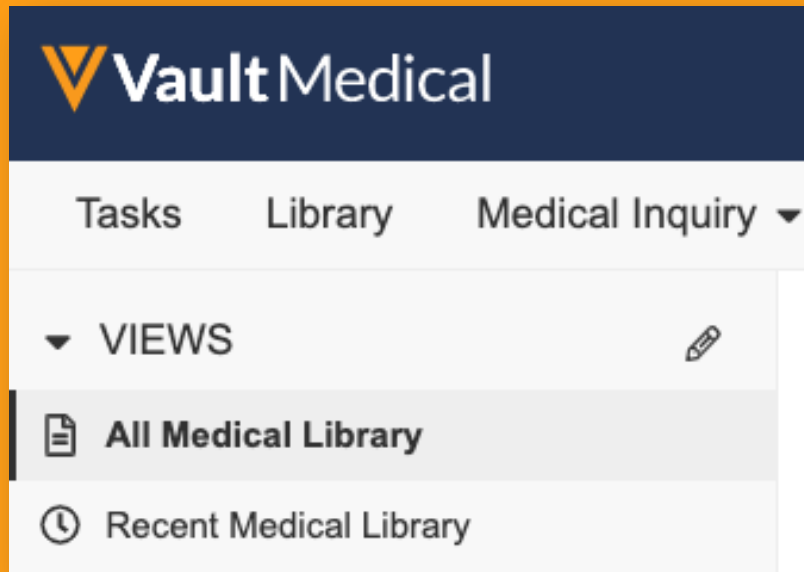 Vault Medical
Tasks Library Medical Inquiry
VIEWS
All Medical Library
Recent Medical Library